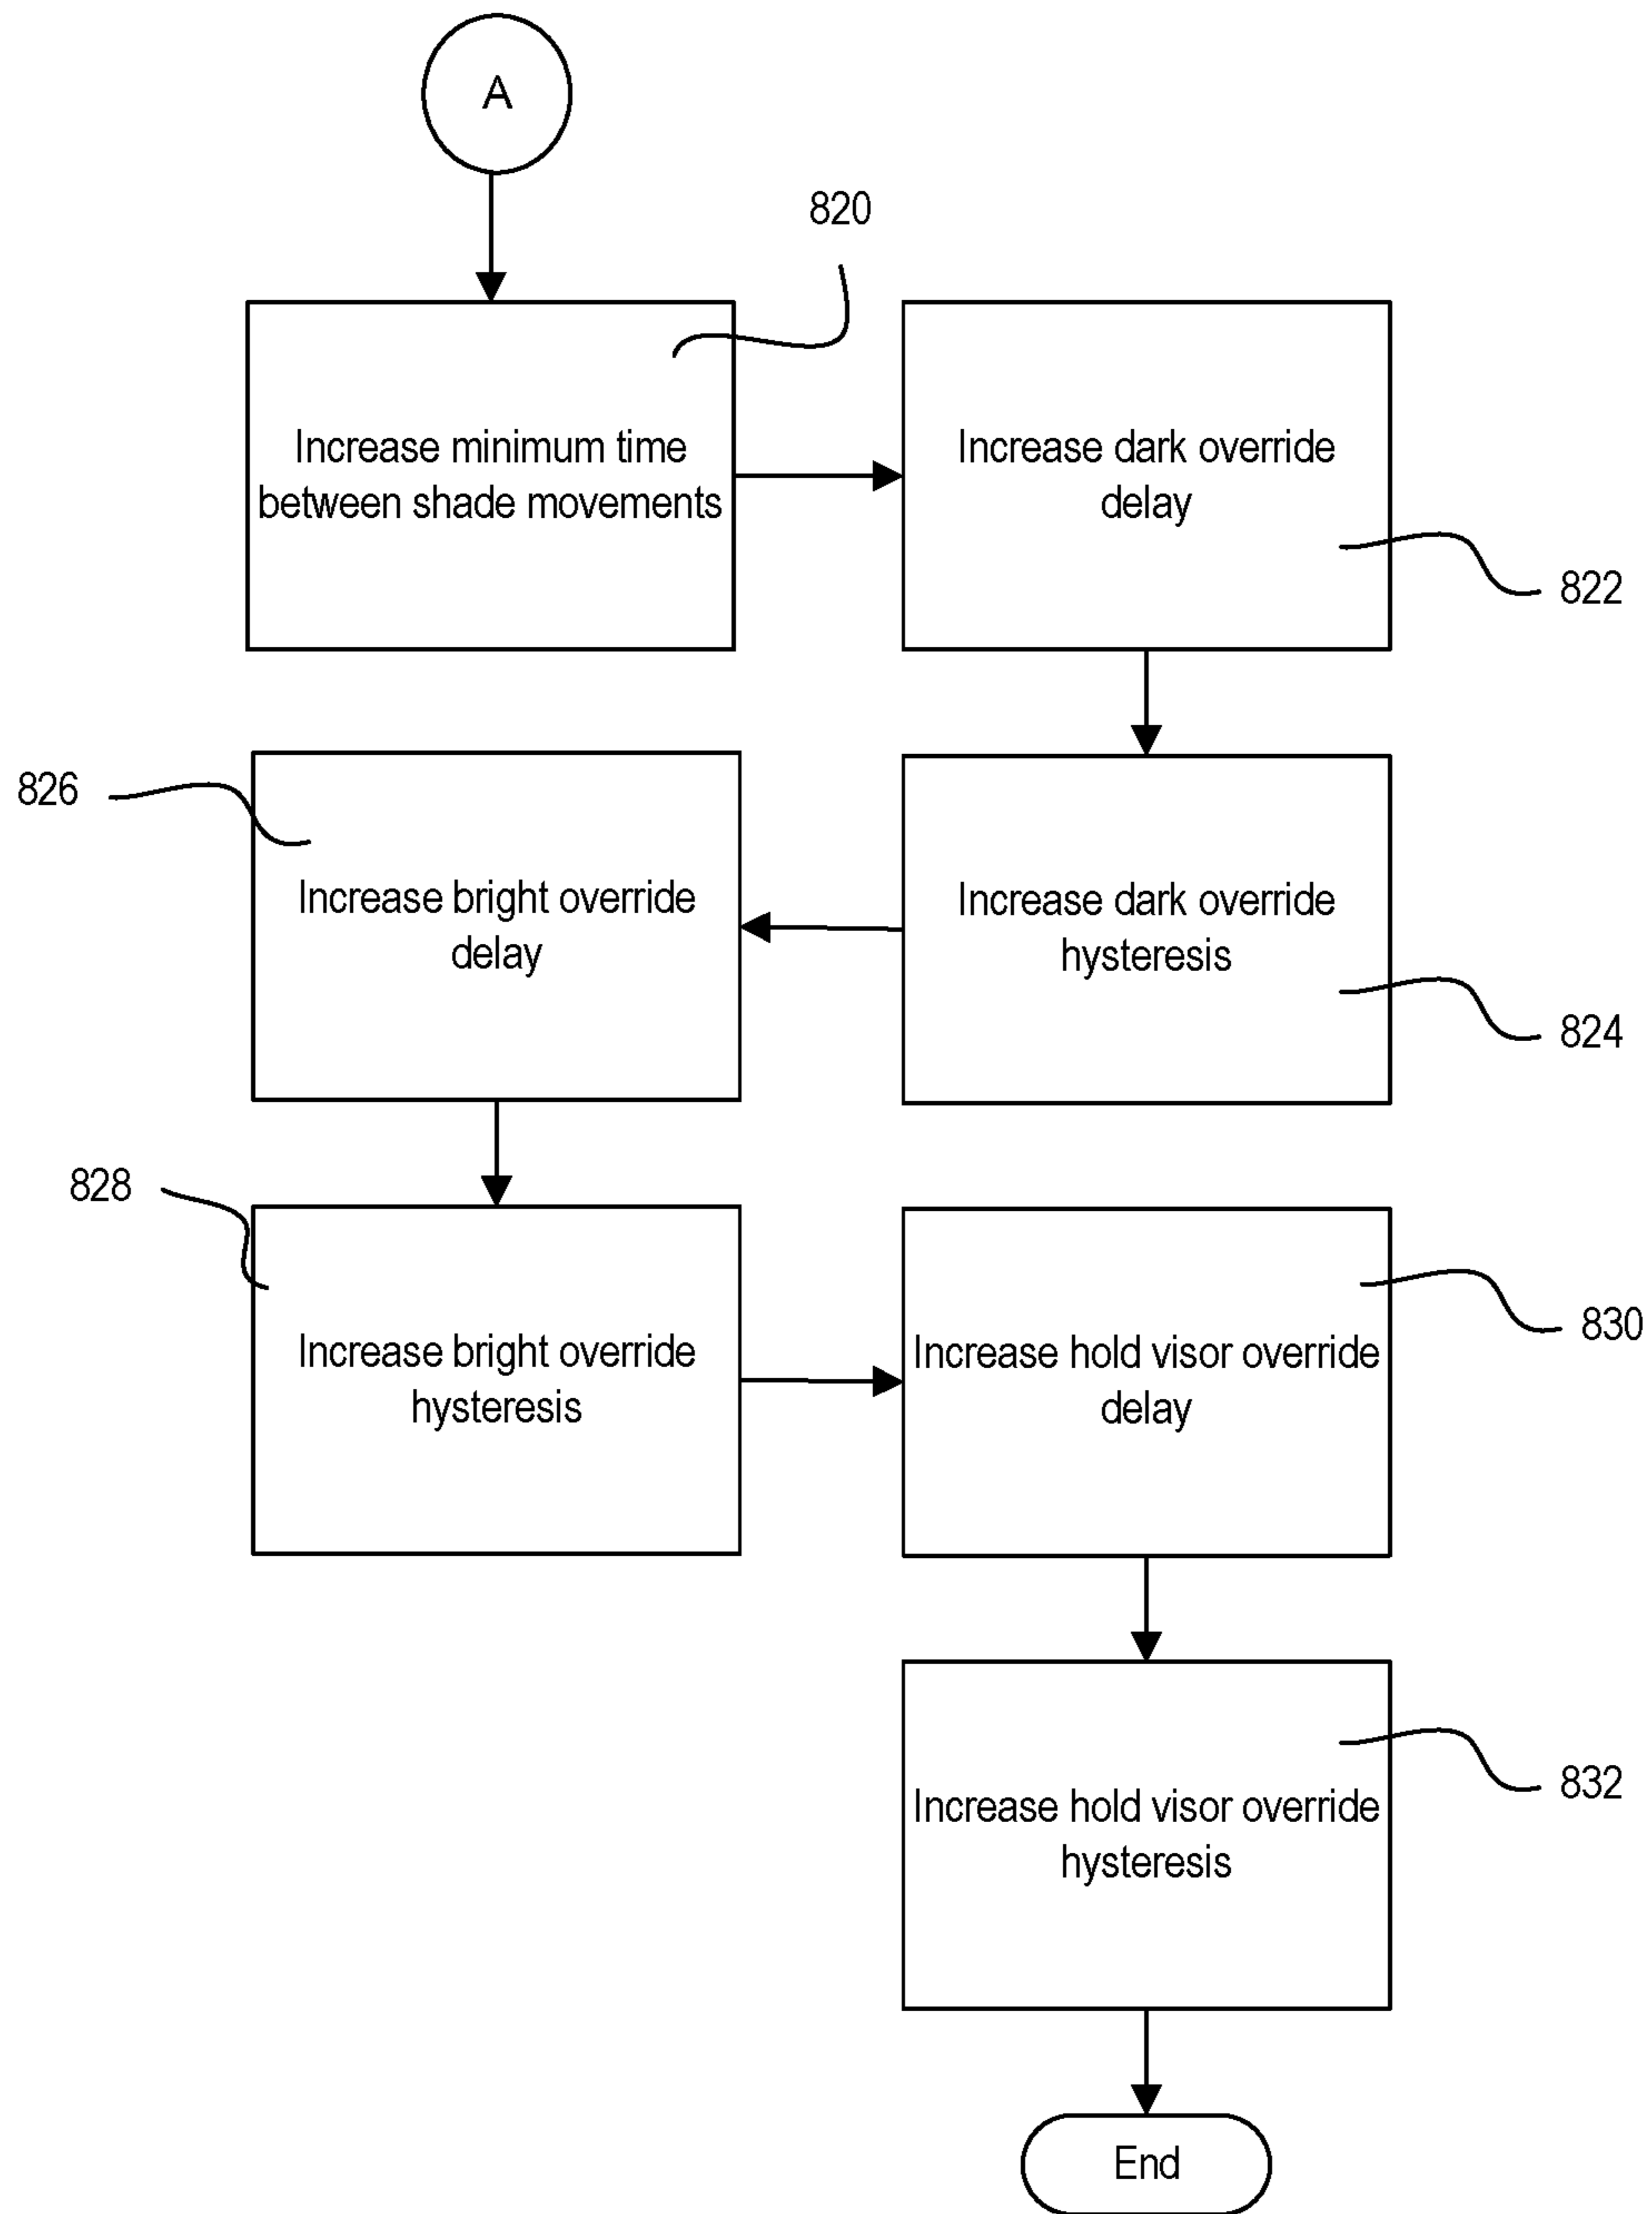 A
820
Increase minimum time
between shade movements
Increase dark override
delay
822
826
Increase bright override
delay
Increase dark override
hysteresis
824
828
Increase bright override
hysteresis
Increase hold visor override
delay
830
Increase hold visor override
hysteresis
832
End